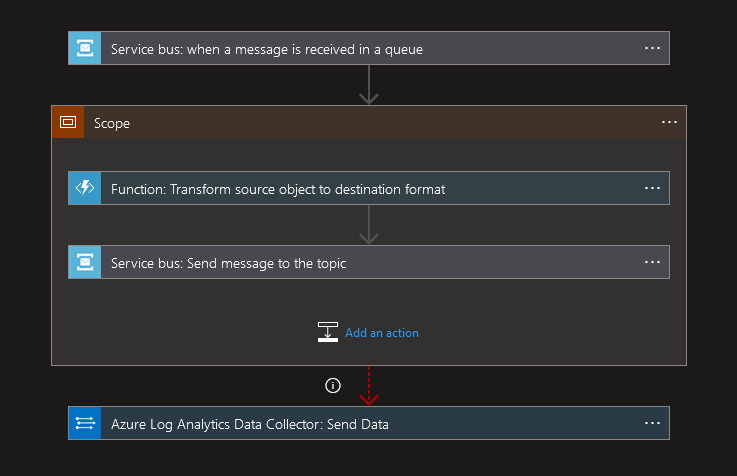 Service bus: when a message is received in a queue
Scope
Function: Transform source object to destination format
Service bus: Send message to the topic
Add an action
Azure Log Analytics Data Collector: Send Data